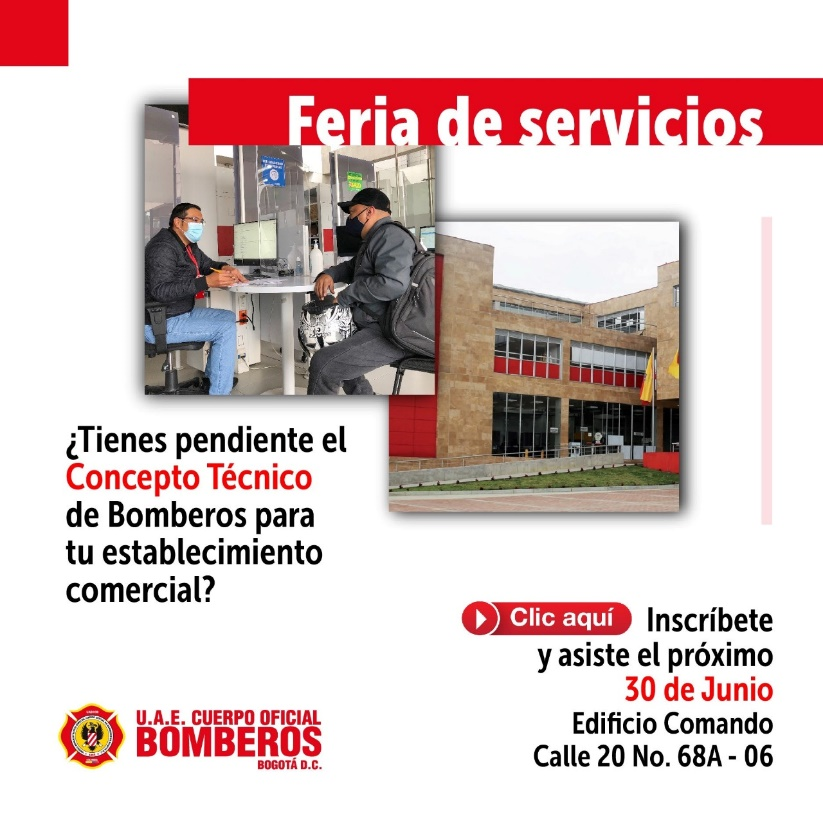 Feria de servicios
¿Tienes pendiente el
Concepto Técnico
de Bomberos para
tu establecimiento
comercial?
Clic aquí Inscríbete
y asiste el próximo
30 de Junio
Edificio Comando
Calle 20 No. 68A - 06
U.A.E. CUERPO OFICIAL
BOMBEROS
BOGOTÁ D.C.